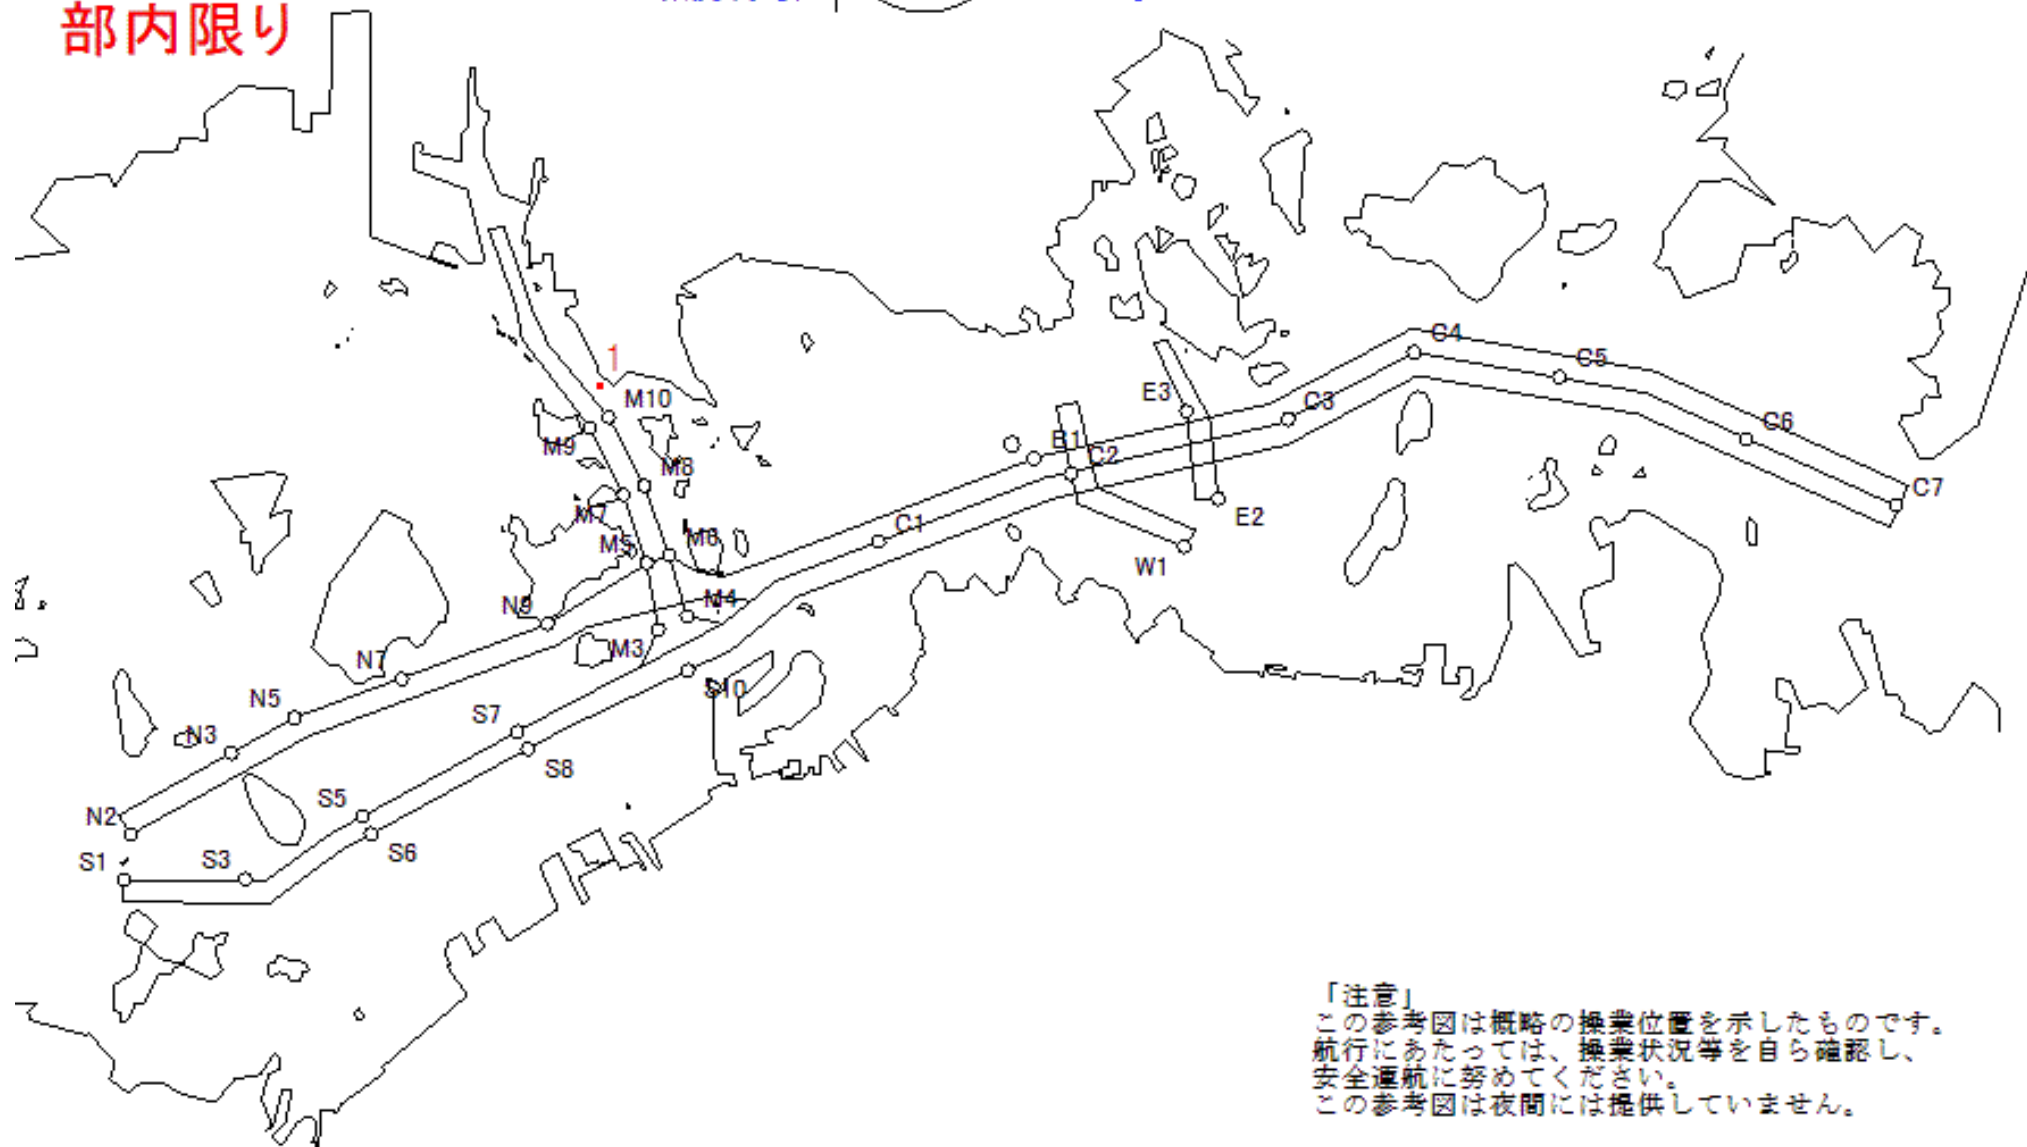 部内限り
1
M10
M9
M8
M7
M6
M5
M4
M3
N9
N7
N5
N3
N2
S1
S3
S5
S6
S7
S8
S10
C1
C2
B1
E3
E2
W1
C3
C4
C5
C6
C7
「注意」
この参考図は概略の操業位置を示したものです。
航行にあたっては、操業状況等を自ら確認し、
安全運航に努めてください。
この参考図は夜間には提供していません。